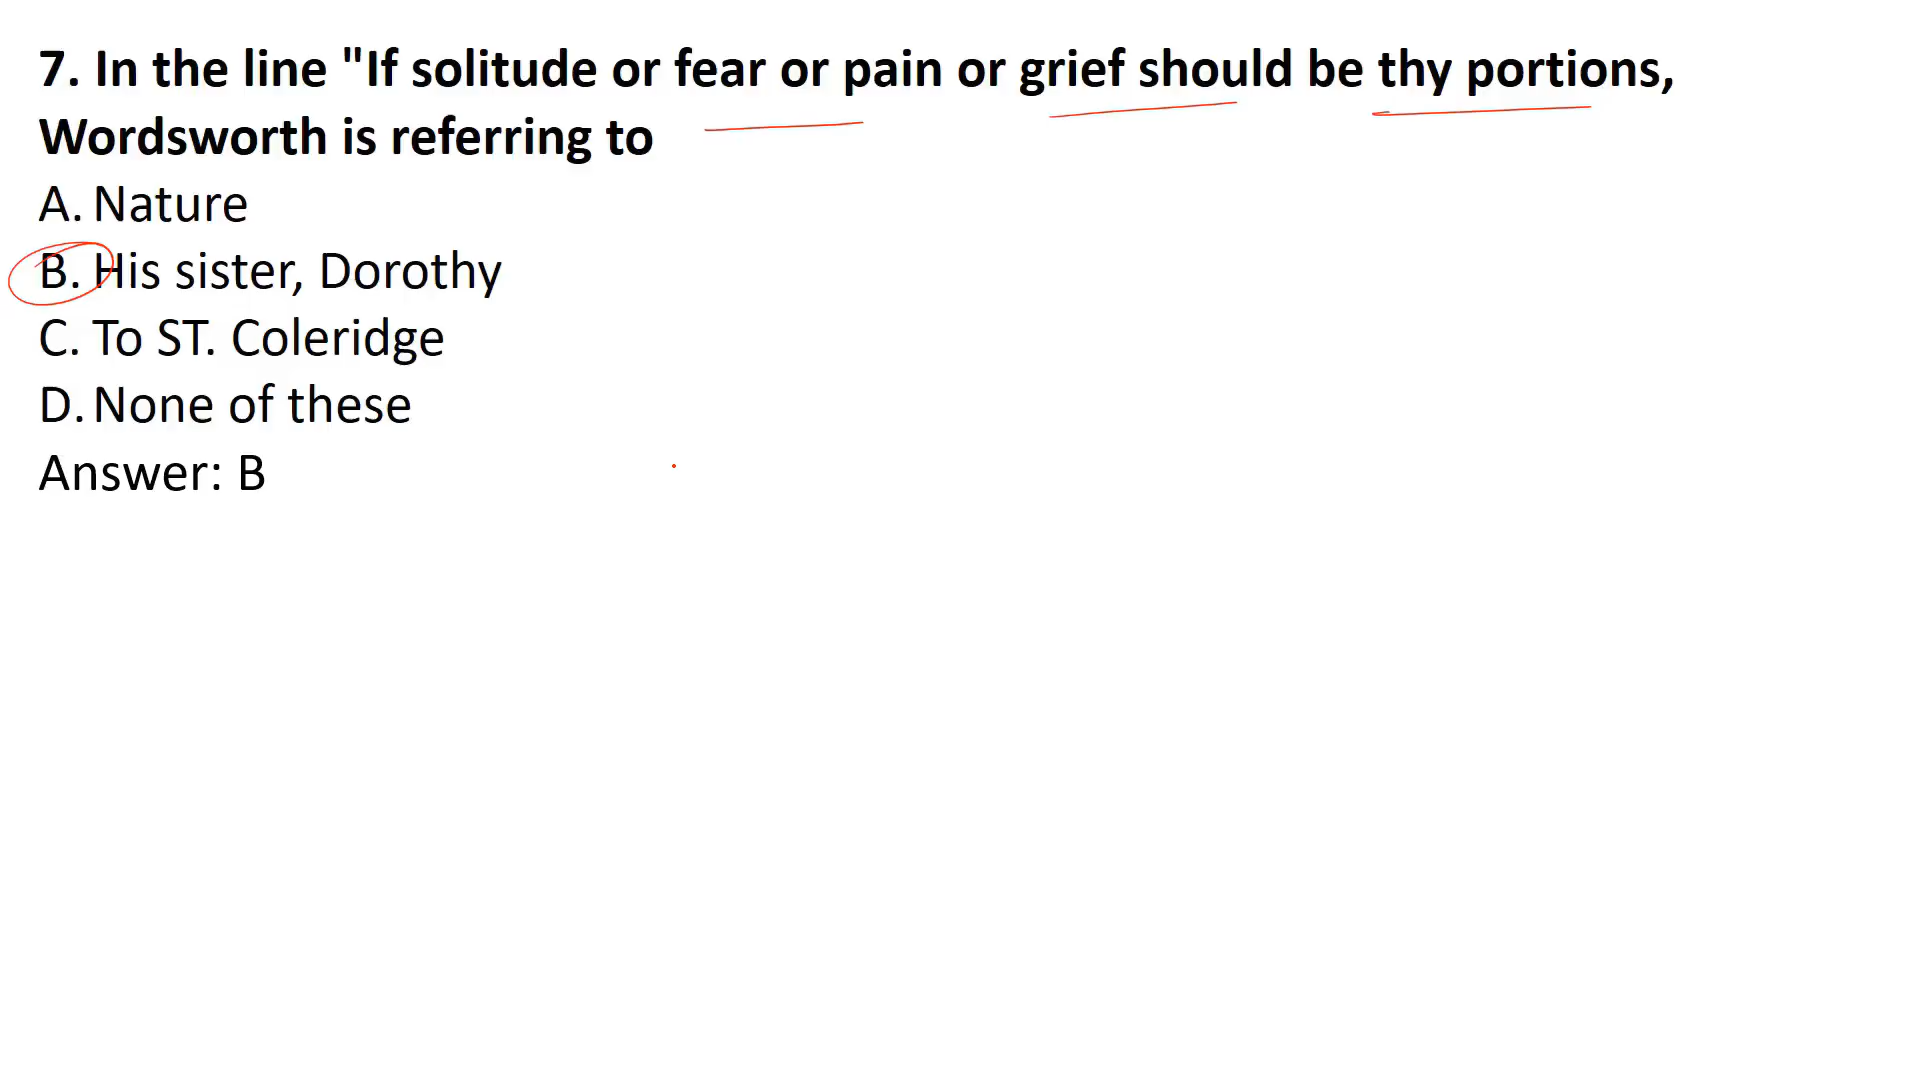 7. In the line "If solitude or fear or pain or grief should be thy portions,
Wordsworth is referring to
A. Nature
B. His sister, Dorothy
C. To ST. Coleridge
D. None of these
Answer: B